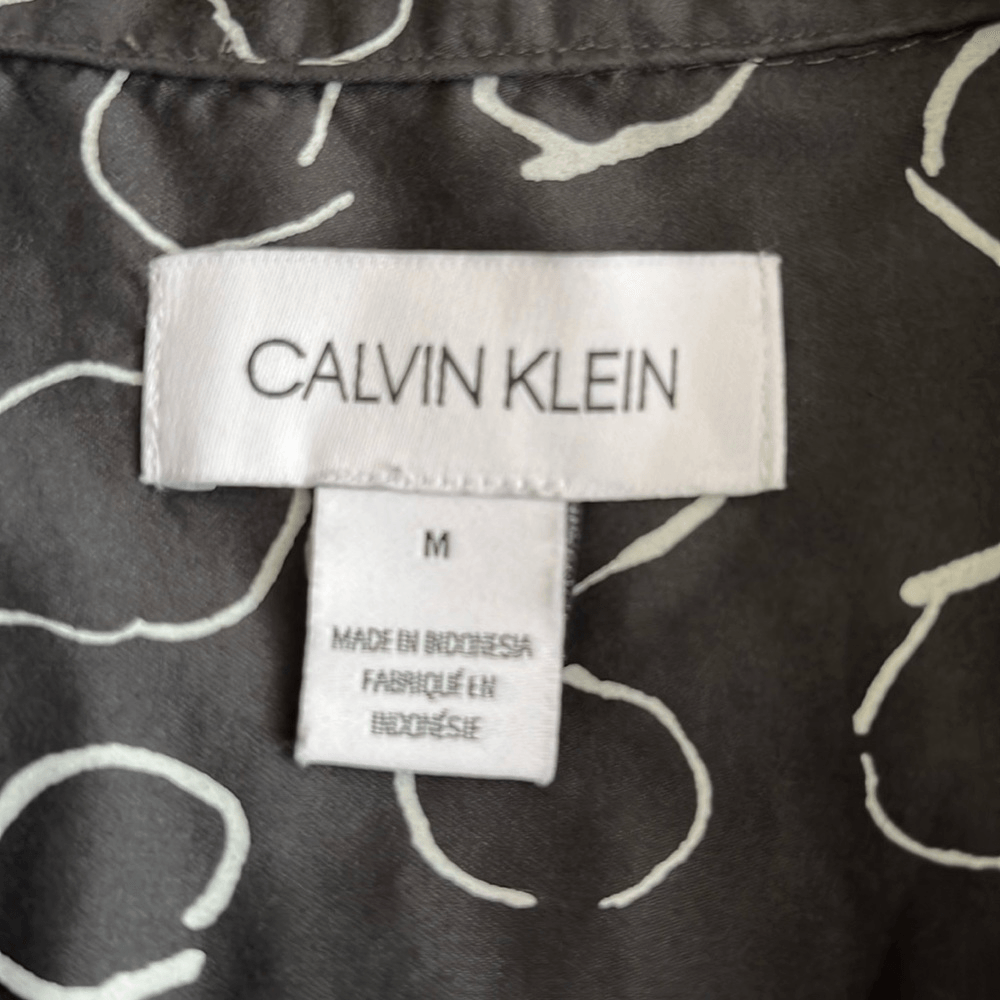 CALVIN KLEIN
M
MADE IN INDONESIA
FABRIQUÉ EN
INDONÉSIE